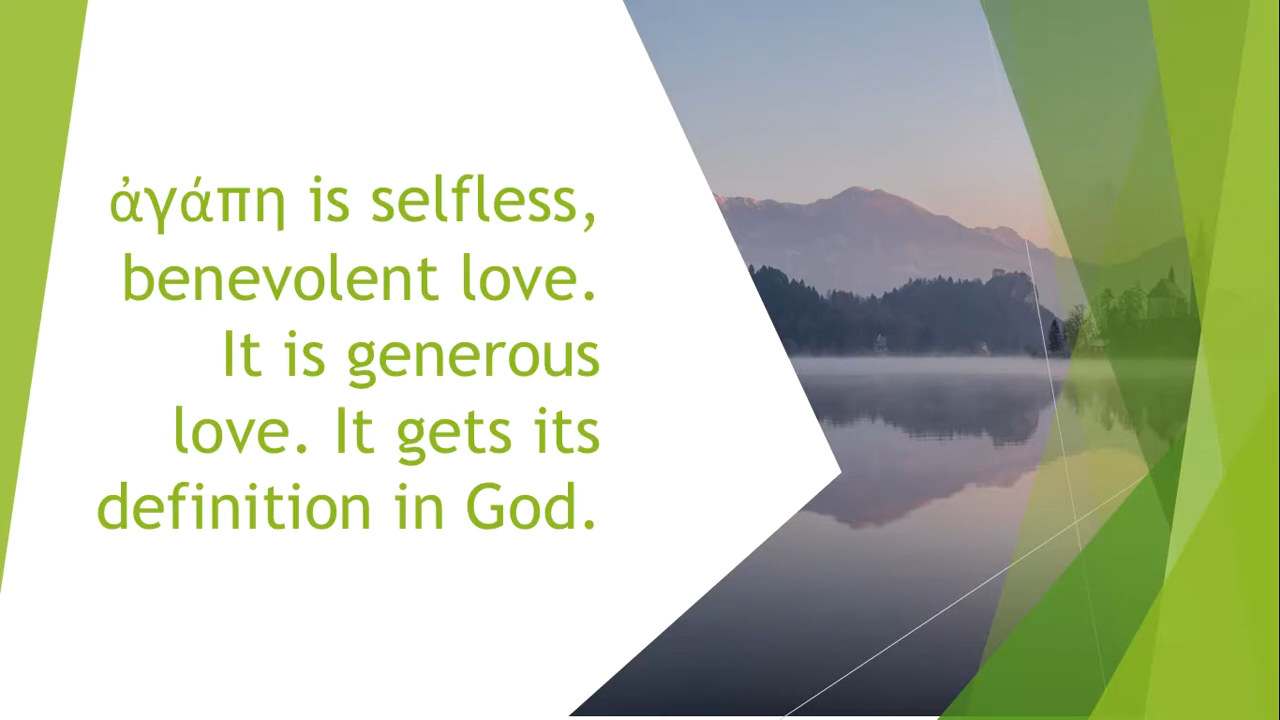 ἀγάπη is selfless,
benevolent love.
It is generous
love. It gets its
definition in God.